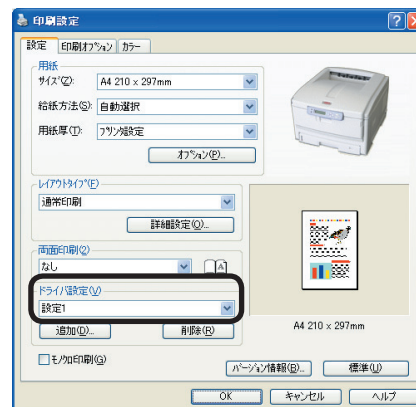 印刷設定
設定 印刷オプション カラー
用紙
サイズ(Z): A4 210 x 297mm
給紙方法(S): 自動選択
用紙厚(T): プリンタ設定
オプション(P)...
レイアウトタイプ(E)
通常印刷
詳細設定(O)...
両面印刷(2)
なし
A
ドライバ設定(V)
設定1
追加(D)... 削除(R)
A4 210 x 297mm
モノクロ印刷(G)
バージョン情報(B)... 標準(U)
OK キャンセル ヘルプ